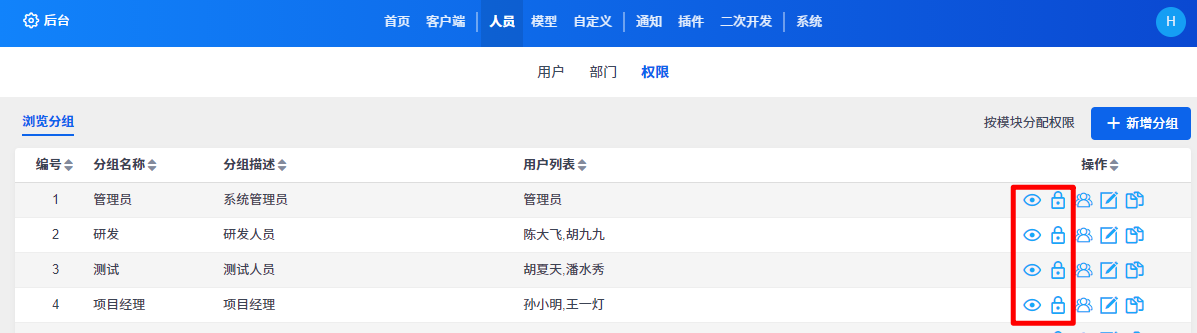 后台 首页 客户端 人员 模型 自定义 通知 插件 二次开发 系统 H
用户 部门 权限
浏览分组 按模块分配权限 + 新增分组
编号 分组名称 分组描述 用户列表 操作
1 管理员 系统管理员 管理员
2 研发 研发人员 陈大飞,胡九九
3 测试 测试人员 胡夏天,潘水秀
4 项目经理 项目经理 孙小明,王一灯